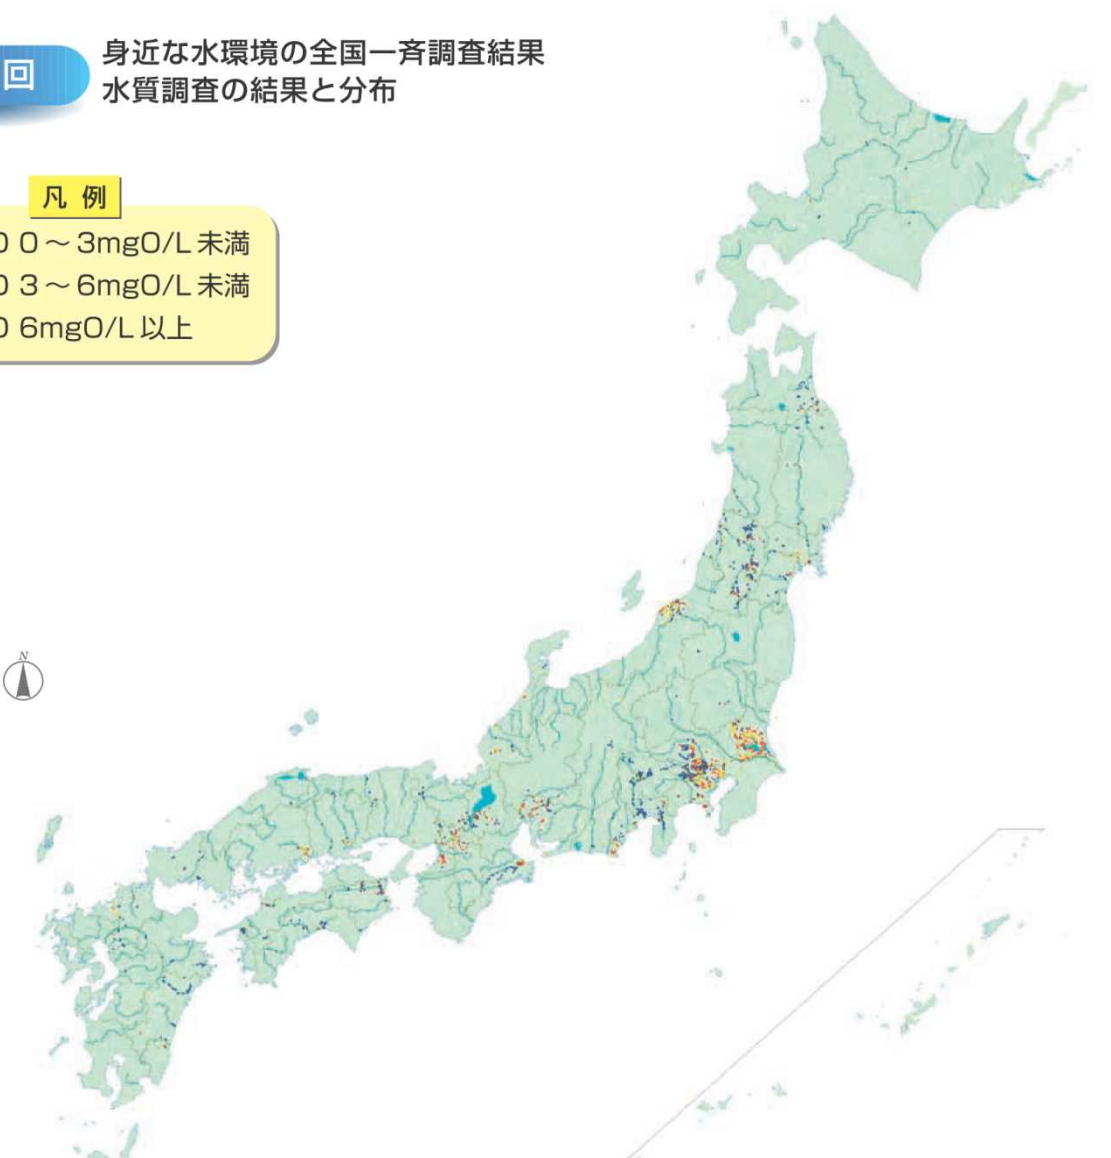 回
身近な水環境の全国一斉調査結果
水質調査の結果と分布
凡 例
0～3mgO/L 未満
3～6mgO/L 未満
6mgO/L 以上
N